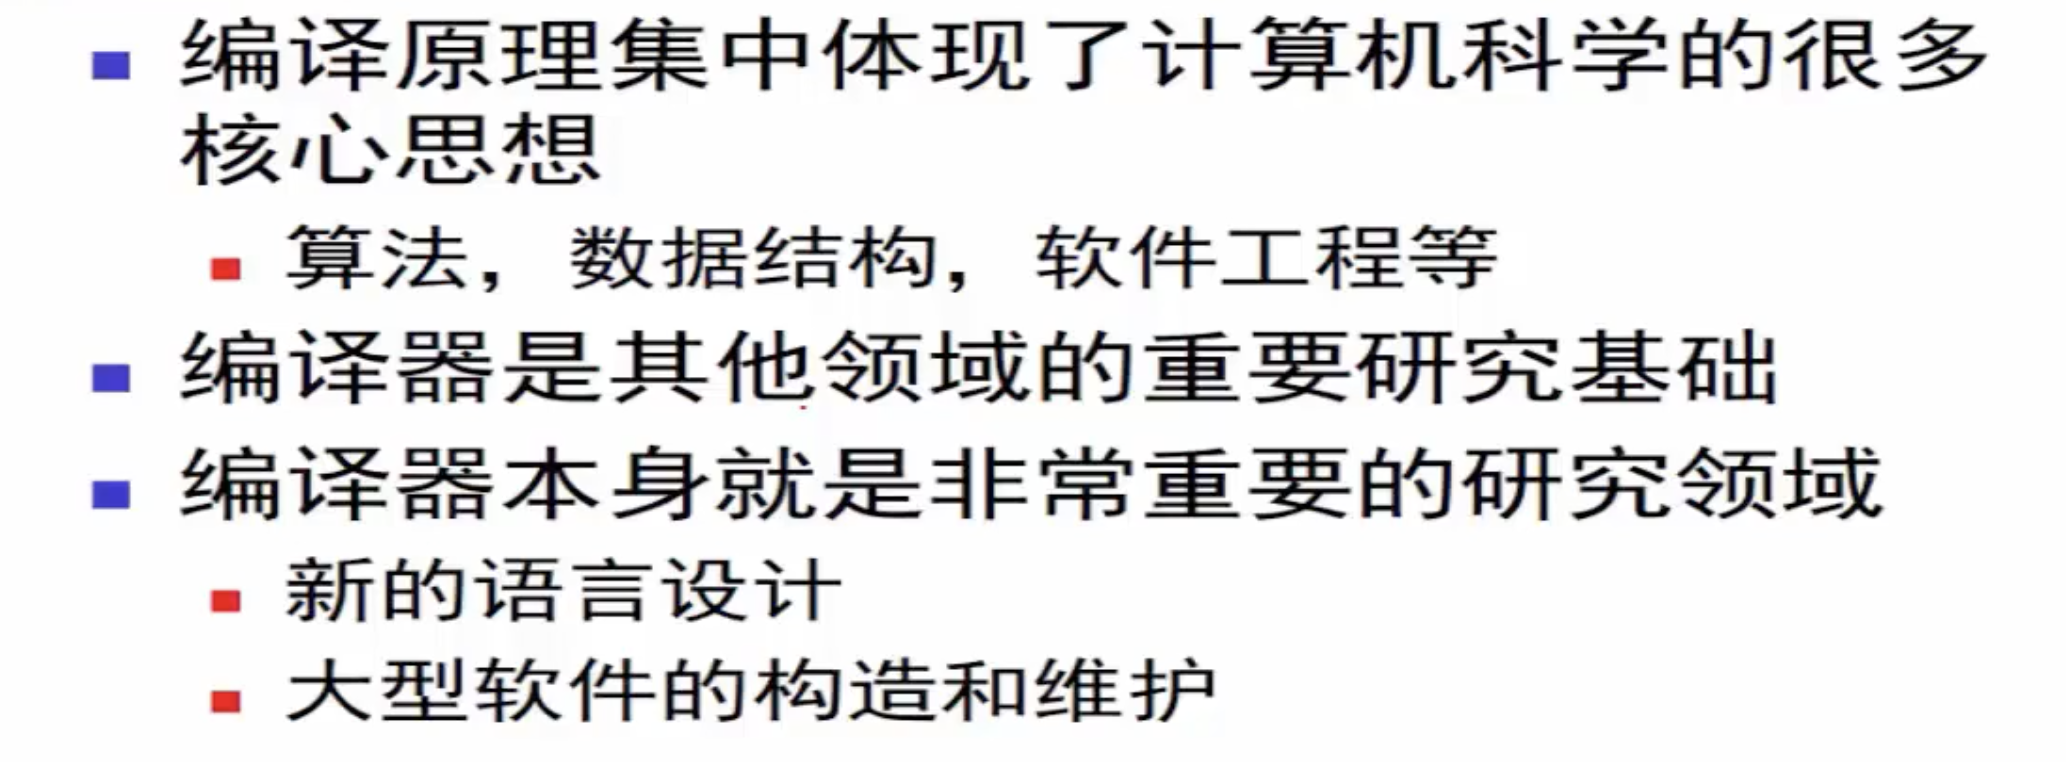 编译原理集中体现了计算机科学的很多
核心思想
算法，数据结构，软件工程等
编译器是其他领域的重要研究基础
编译器本身就是非常重要的研究领域
新的语言设计
大型软件的构造和维护